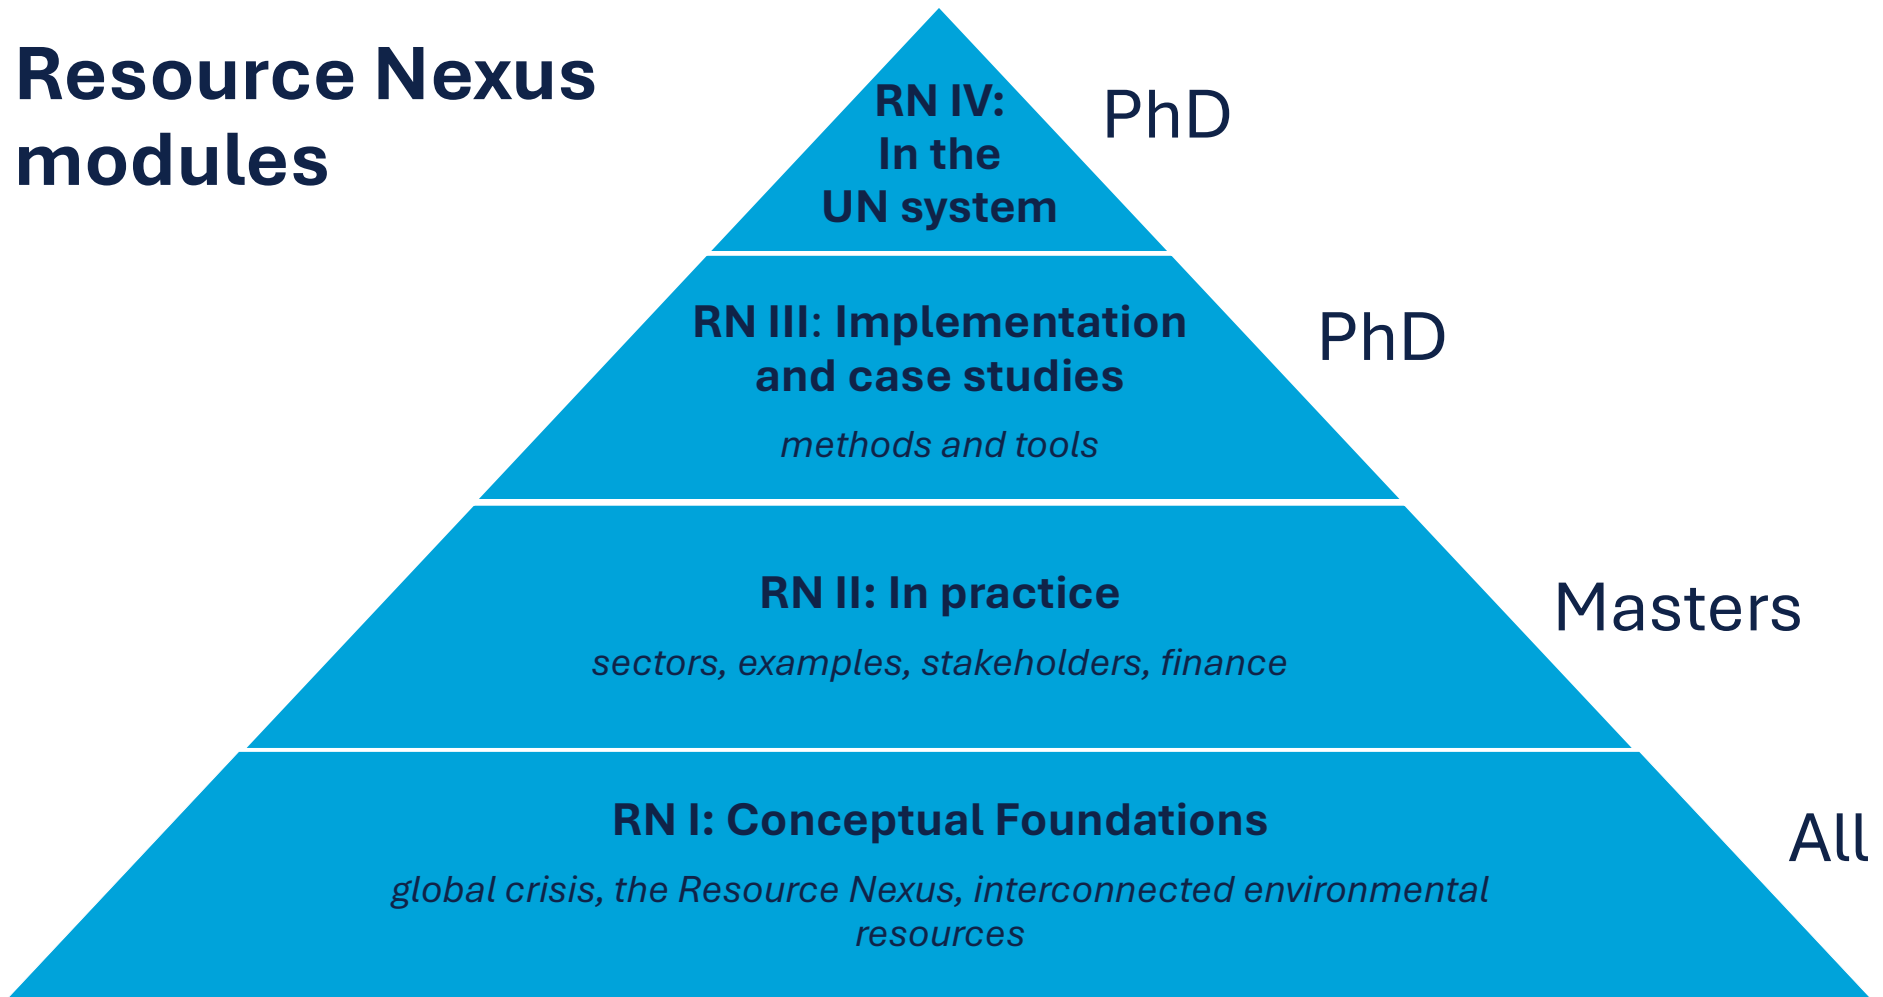 Resource Nexus
modules
RN IV:
In the
UN system
PhD
RN III: Implementation
and case studies
methods and tools
PhD
RN II: In practice
sectors, examples, stakeholders, finance
Masters
RN I: Conceptual Foundations
global crisis, the Resource Nexus, interconnected environmental
resources
All